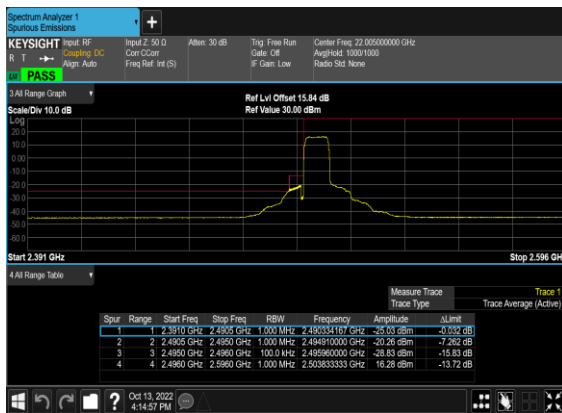 Spectrum Analyzer 1
Spurious Emissions
+
KEYSIGHT Input: RF Input Z: 50 Ω Atten: 30 dB Trig: Free Run Center Freq: 22.005000000 GHz
R T Coupling: DC Corr CCorr Gate: Off Avg|Hold: 1000/1000
Align: Auto Freq Ref: Int (S) IF Gain: Low Radio Std: None
PASS
3 All Range Graph
Ref Lvl Offset 15.84 dB
Scale/Div 10.0 dB Ref Value 30.00 dBm
Log
20.0
10.0
0.00
-10.0
-20.0
-30.0
-40.0
-50.0
-60.0
Start 2.391 GHz Stop 2.596 GH
4 All Range Table
Measure Trace Trace 1
Trace Type Trace Average (Active)
Spur Range Start Freq Stop Freq RBW Frequency Amplitude ΔLimit
1 1 2.3910 GHz 2.4905 GHz 1.000 MHz 2.490334167 GHz -25.03 dBm -0.032 dB
2 2 2.4905 GHz 2.4950 GHz 1.000 MHz 2.494910000 GHz -20.26 dBm -7.262 dB
3 3 2.4950 GHz 2.4960 GHz 100.0 kHz 2.495960000 GHz -28.83 dBm -15.83 dB
4 4 2.4960 GHz 2.5960 GHz 1.000 MHz 2.503833333 GHz 16.28 dBm -13.72 dB
? Oct 13, 2022
4:14:57 PM